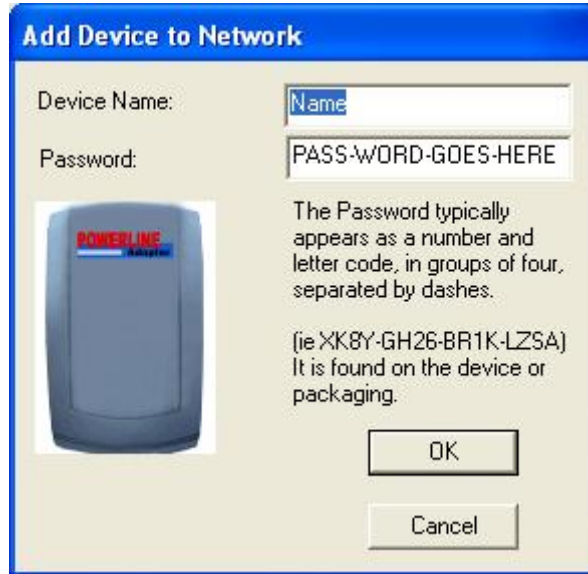 Add Device to Network
Device Name:
Name
Password:
PASS-WORD-GOES-HERE
POWERLINE
Adapter
The Password typically
appears as a number and
letter code, in groups of four,
separated by dashes.
(ie XK8Y-GH26-BR1K-LZSA)
It is found on the device or
packaging.
OK
Cancel